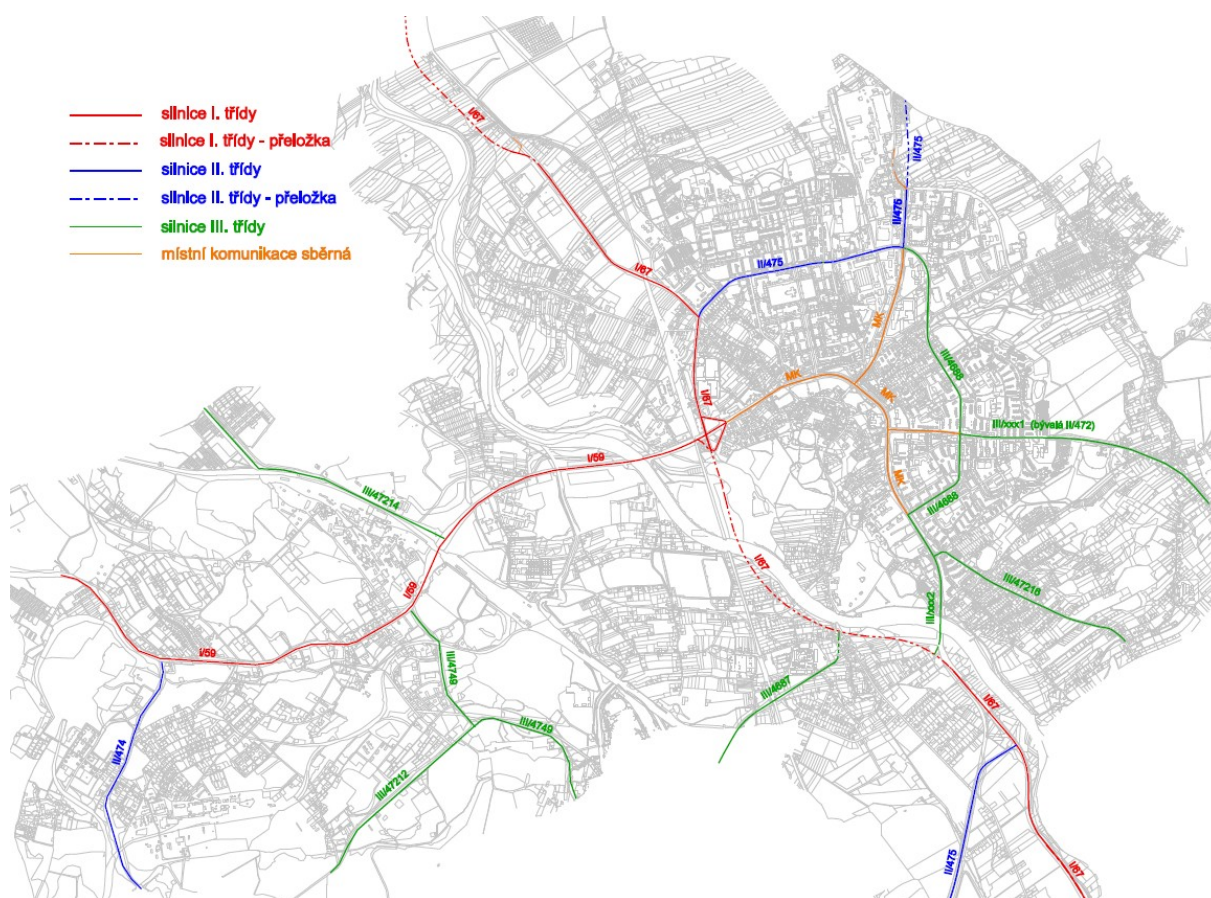 silnice I. třídy
silnice I. třídy - přeložka
silnice II. třídy
silnice II. třídy - přeložka
silnice III. třídy
místní komunikace sběrná
I/67
II/475
II/475
II/475
I/67
MK
III/4688
I/67
MK
MK
III/xxx1 (bývalá II/472)
I/59
III/47214
MK
III/4688
I/67
I/59
III/xxx2
III/47216
I/59
III/4749
III/4687
I/67
II/474
III/4749
III/47212
II/475
I/67